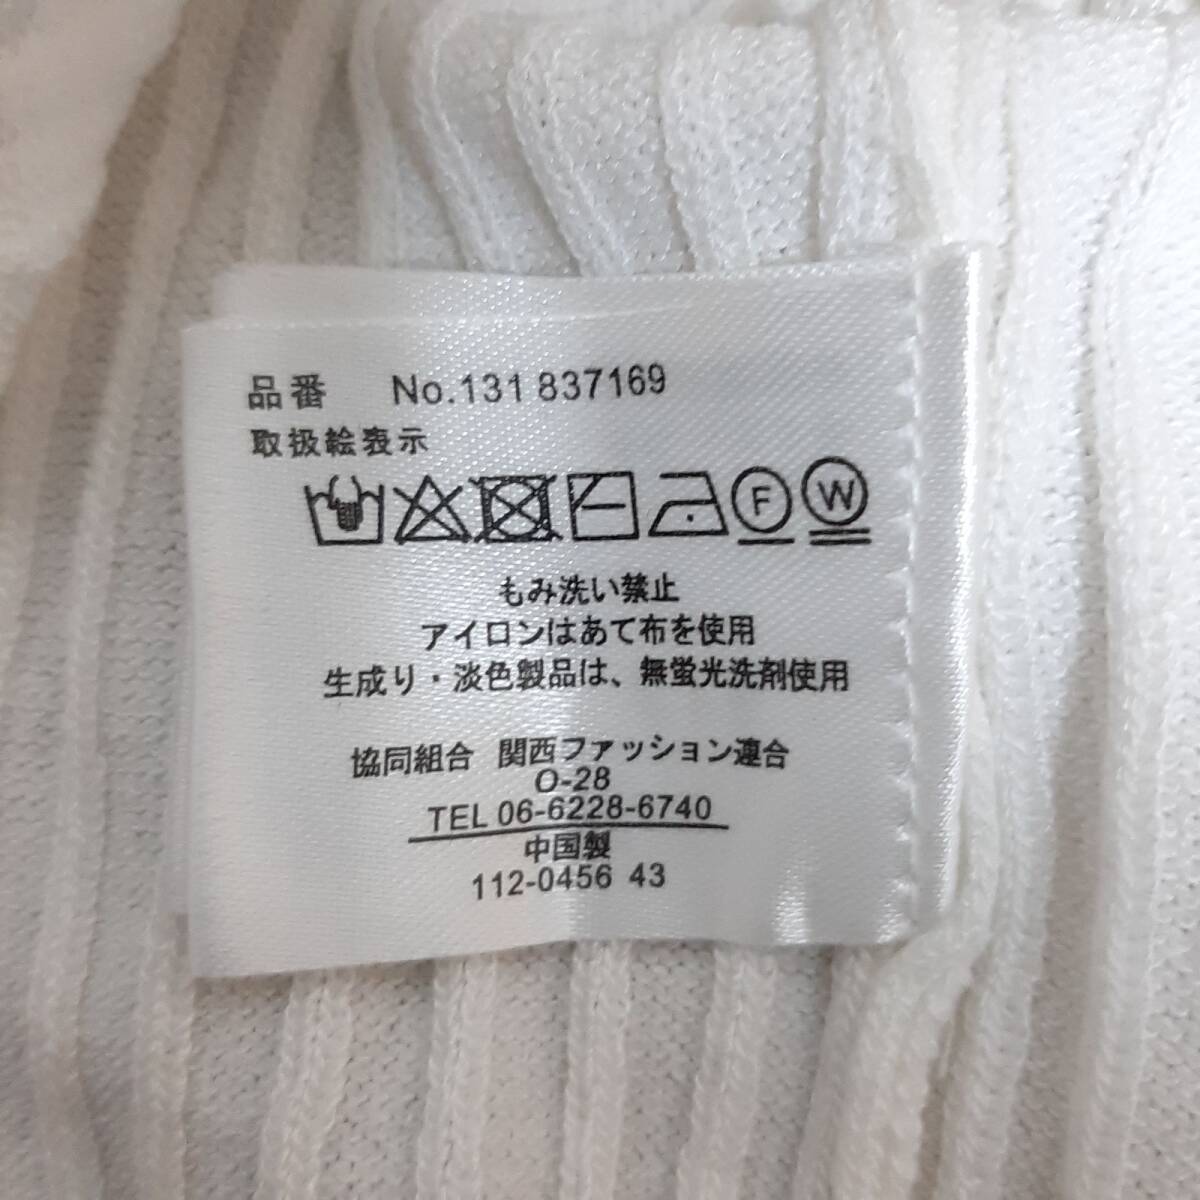 品番 No.131 837169
取扱絵表示
F W
もみ洗い禁止
アイロンはあて布を使用
生成り・淡色製品は、無蛍光洗剤使用
協同組合 関西ファッション連合
O-28
TEL 06-6228-6740
中国製
112-0456 43